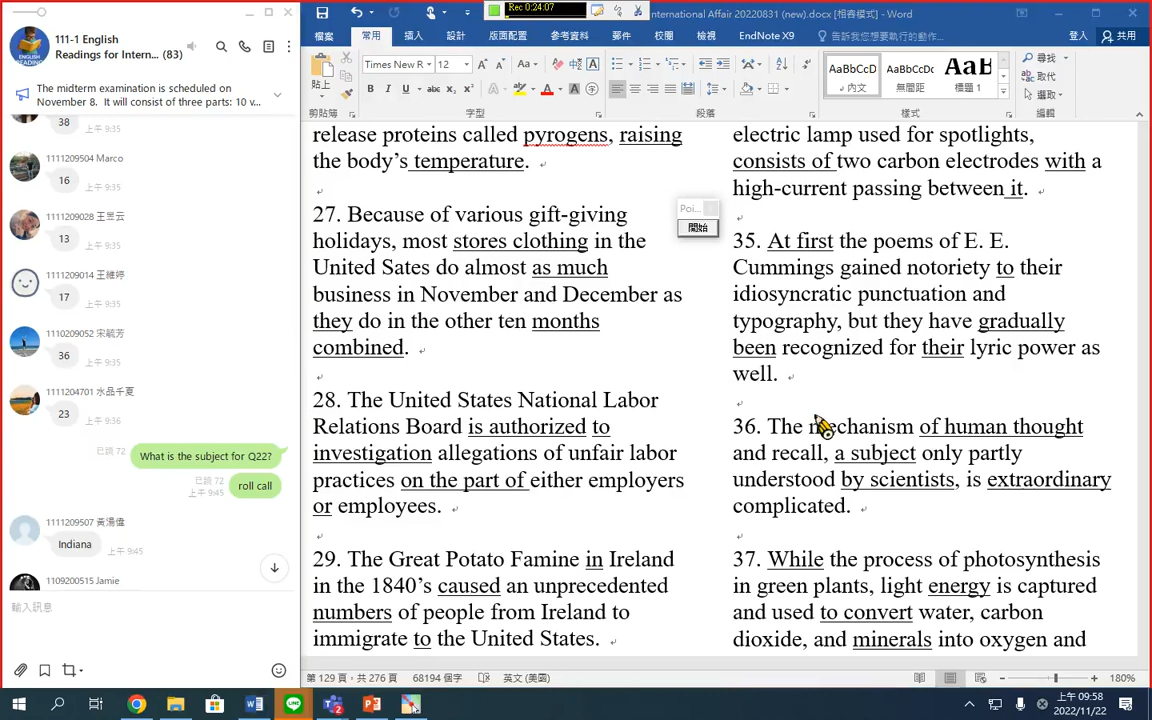 Rec 0:24:07
International Affair 20220831 (new).docx [相容模式] - Word
檔案 常用 插入 設計 版面配置 參考資料 郵件 校閱 檢視 EndNote X9 告訴我您想要執行的動作... 登入 共用
貼上
Times New R 12
AaBbCcD AaBbCcDc AaBl
內文 無間距 標題 1
尋找
取代
選取
剪貼簿 字型 段落 樣式 編輯
111-1 English
Readings for Intern... (83)
The midterm examination is scheduled on
November 8. It will consist of three parts: 10 v...
38 上午 9:35
1111209504 Marco
16 上午 9:35
1111209028 王昱云
13 上午 9:35
1111209014 王維婷
17 上午 9:35
1110209052 宋毓芳
36 上午 9:35
1111204701 水品千夏
23 上午 9:36
已讀 72 What is the subject for Q22?
已讀 72
上午 9:45 roll call
1111209507 黃湯偉
Indiana 上午 9:45
1109200515 Jamie
輸入訊息
release proteins called pyrogens, raising
the body's temperature.
27. Because of various gift-giving
holidays, most stores clothing in the
United Sates do almost as much
business in November and December as
they do in the other ten months
combined.
28. The United States National Labor
Relations Board is authorized to
investigation allegations of unfair labor
practices on the part of either employers
or employees.
29. The Great Potato Famine in Ireland
in the 1840's caused an unprecedented
numbers of people from Ireland to
immigrate to the United States.
Poi...
開始
electric lamp used for spotlights,
consists of two carbon electrodes with a
high-current passing between it.
35. At first the poems of E. E.
Cummings gained notoriety to their
idiosyncratic punctuation and
typography, but they have gradually
been recognized for their lyric power as
well.
36. The mechanism of human thought
and recall, a subject only partly
understood by scientists, is extraordinary
complicated.
37. While the process of photosynthesis
in green plants, light energy is captured
and used to convert water, carbon
dioxide, and minerals into oxygen and
第 129 頁，共 276 頁 68194 個字 英文 (美國) 180%
上午 09:58
2022/11/22